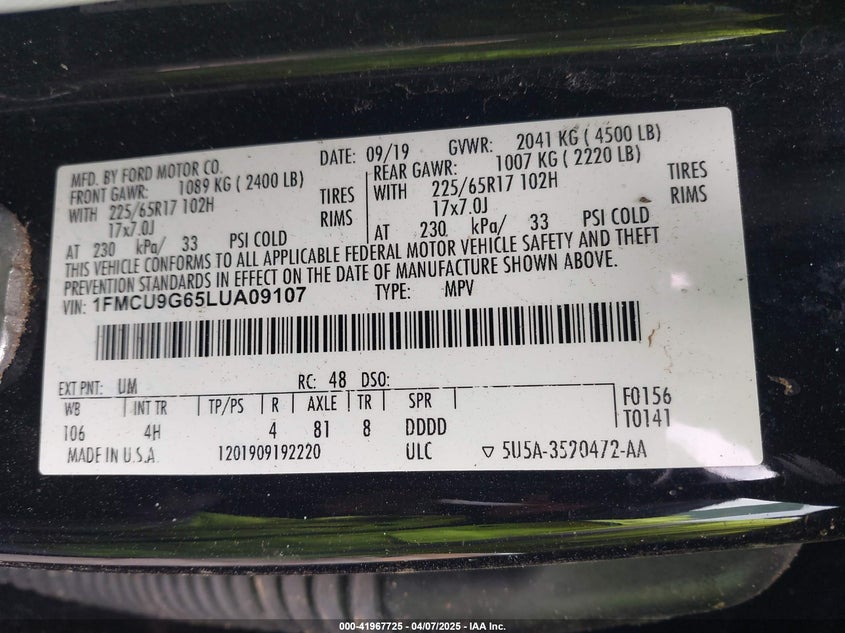 MFD. BY FORD MOTOR CO. DATE: 09/19 GVWR: 2041 KG ( 4500 LB)
FRONT GAWR: 1089 KG ( 2400 LB) REAR GAWR: 1007 KG ( 2220 LB)
WITH 225/65R17 102H TIRES WITH 225/65R17 102H TIRES
17x7.0J RIMS 17x7.0J RIMS
AT 230 kPa/ 33 PSI COLD AT 230 kPa/ 33 PSI COLD
THIS VEHICLE CONFORMS TO ALL APPLICABLE FEDERAL MOTOR VEHICLE SAFETY AND THEFT
PREVENTION STANDARDS IN EFFECT ON THE DATE OF MANUFACTURE SHOWN ABOVE.
VIN: 1FMCU9G65LUA09107 TYPE: MPV
EXT PNT: UM RC: 48 DSO:
WB INT TR TP/PS R AXLE TR SPR F0156
106 4H 4 81 8 DDDD T0141
MADE IN U.S.A. 1201909192220 ULC ▽ 5U5A-3520472-AA
000-41967725 - 04/07/2025 - IAA Inc.